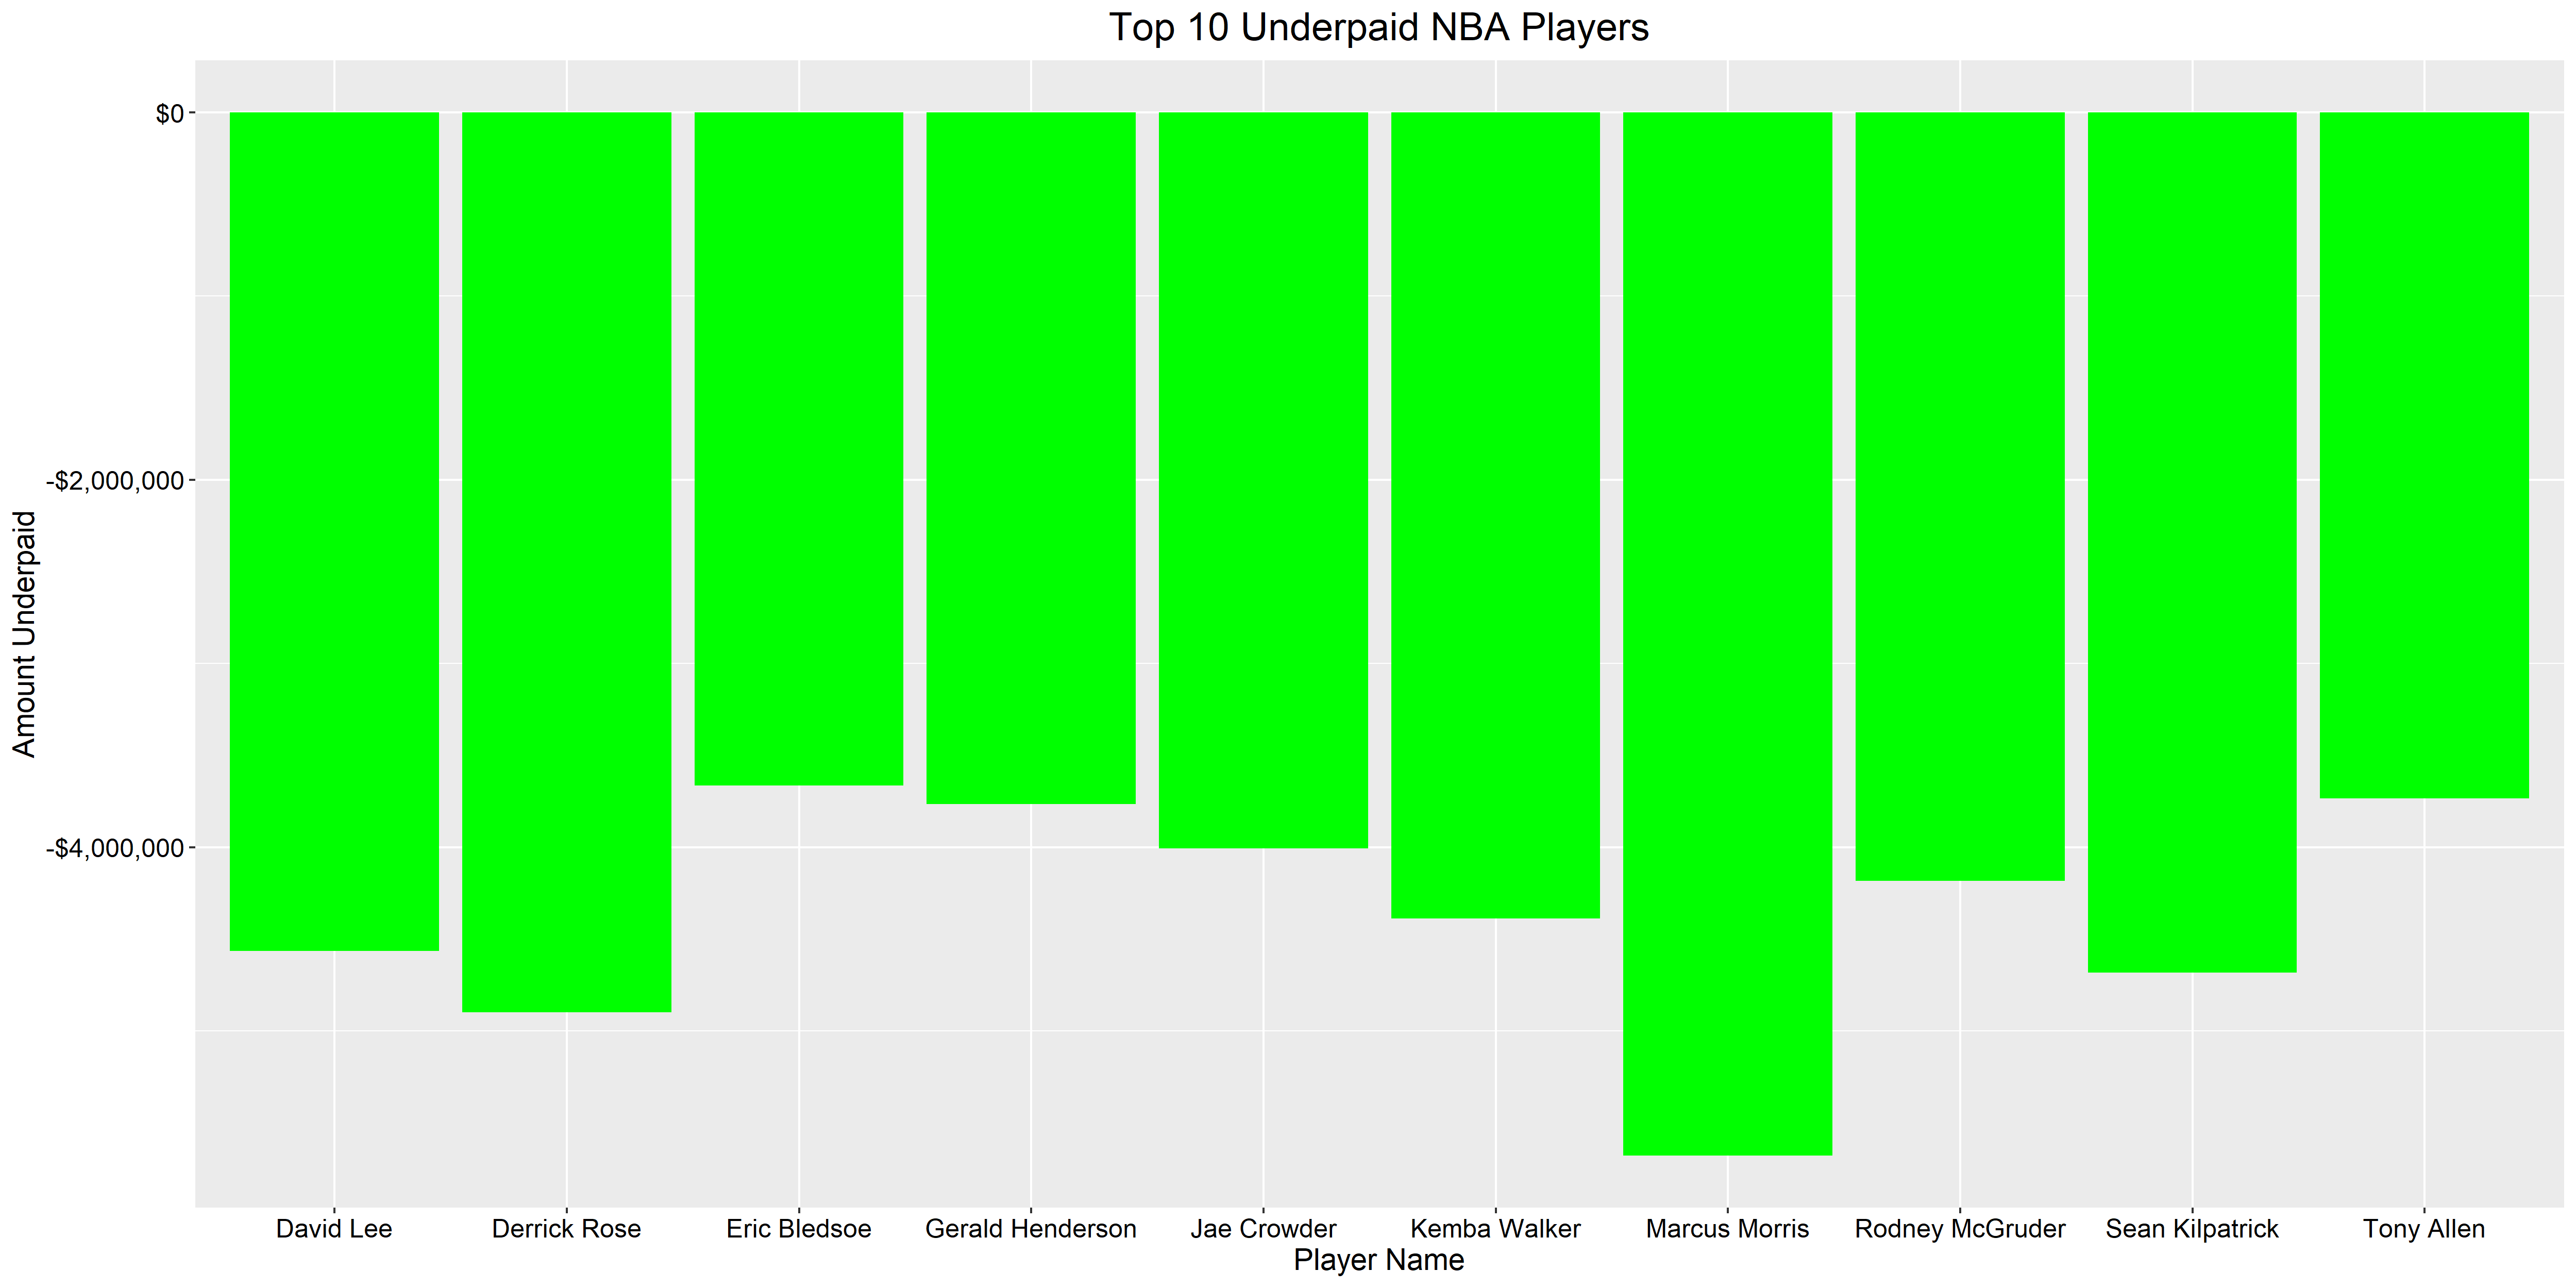 Top 10 Underpaid NBA Players
Amount Underpaid
$0
-$2,000,000
-$4,000,000
David Lee
Derrick Rose
Eric Bledsoe
Gerald Henderson
Jae Crowder
Kemba Walker
Marcus Morris
Rodney McGruder
Sean Kilpatrick
Tony Allen
Player Name